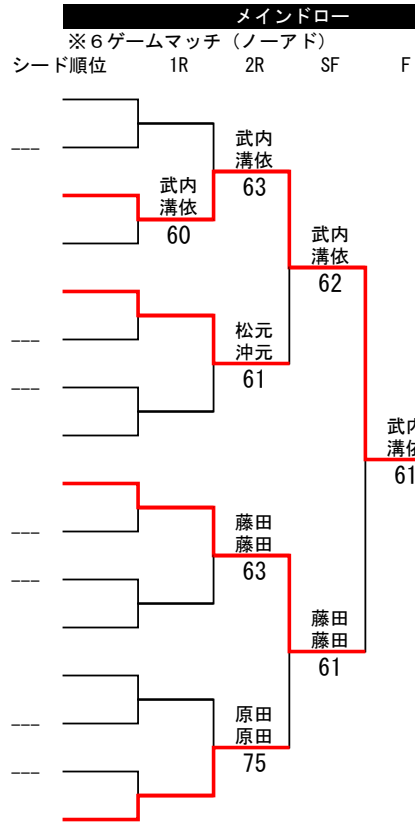 メインドロー
※６ゲームマッチ（ノーアド）
シード順位 1R 2R SF F
---
武内
溝依
63
武内
溝依
60
武内
溝依
62
---
松元
沖元
61
---
武内
溝依
61
---
藤田
藤田
63
---
藤田
藤田
61
---
原田
原田
75
---